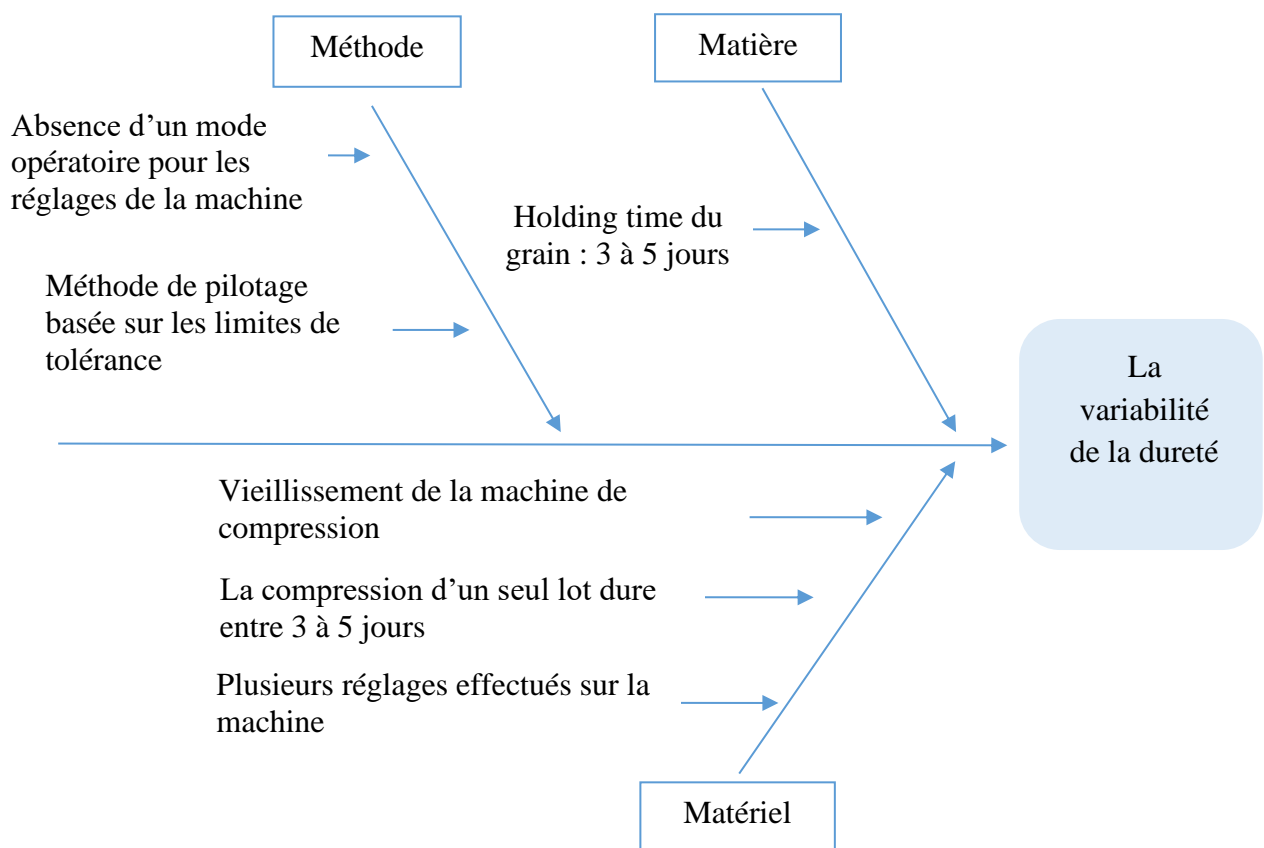 Méthode
Matière
Absence d’un mode
opératoire pour les
réglages de la machine
Holding time du
grain : 3 à 5 jours
Méthode de pilotage
basée sur les limites de
tolérance
La
variabilité
de la dureté
Vieillissement de la machine de
compression
La compression d’un seul lot dure
entre 3 à 5 jours
Plusieurs réglages effectués sur la
machine
Matériel